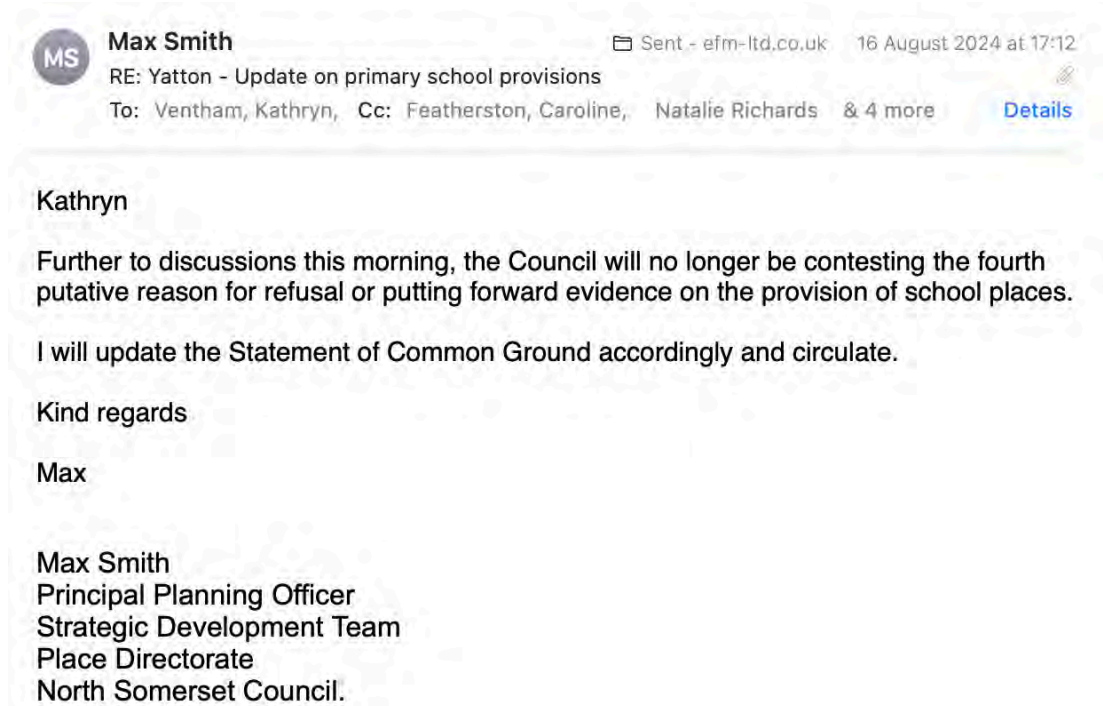 MS
Max Smith
Sent - efm-ltd.co.uk 16 August 2024 at 17:12
RE: Yatton - Update on primary school provisions
To: Ventham, Kathryn, Cc: Featherston, Caroline, Natalie Richards & 4 more Details
Kathryn
Further to discussions this morning, the Council will no longer be contesting the fourth
putative reason for refusal or putting forward evidence on the provision of school places.
I will update the Statement of Common Ground accordingly and circulate.
Kind regards
Max
Max Smith
Principal Planning Officer
Strategic Development Team
Place Directorate
North Somerset Council.